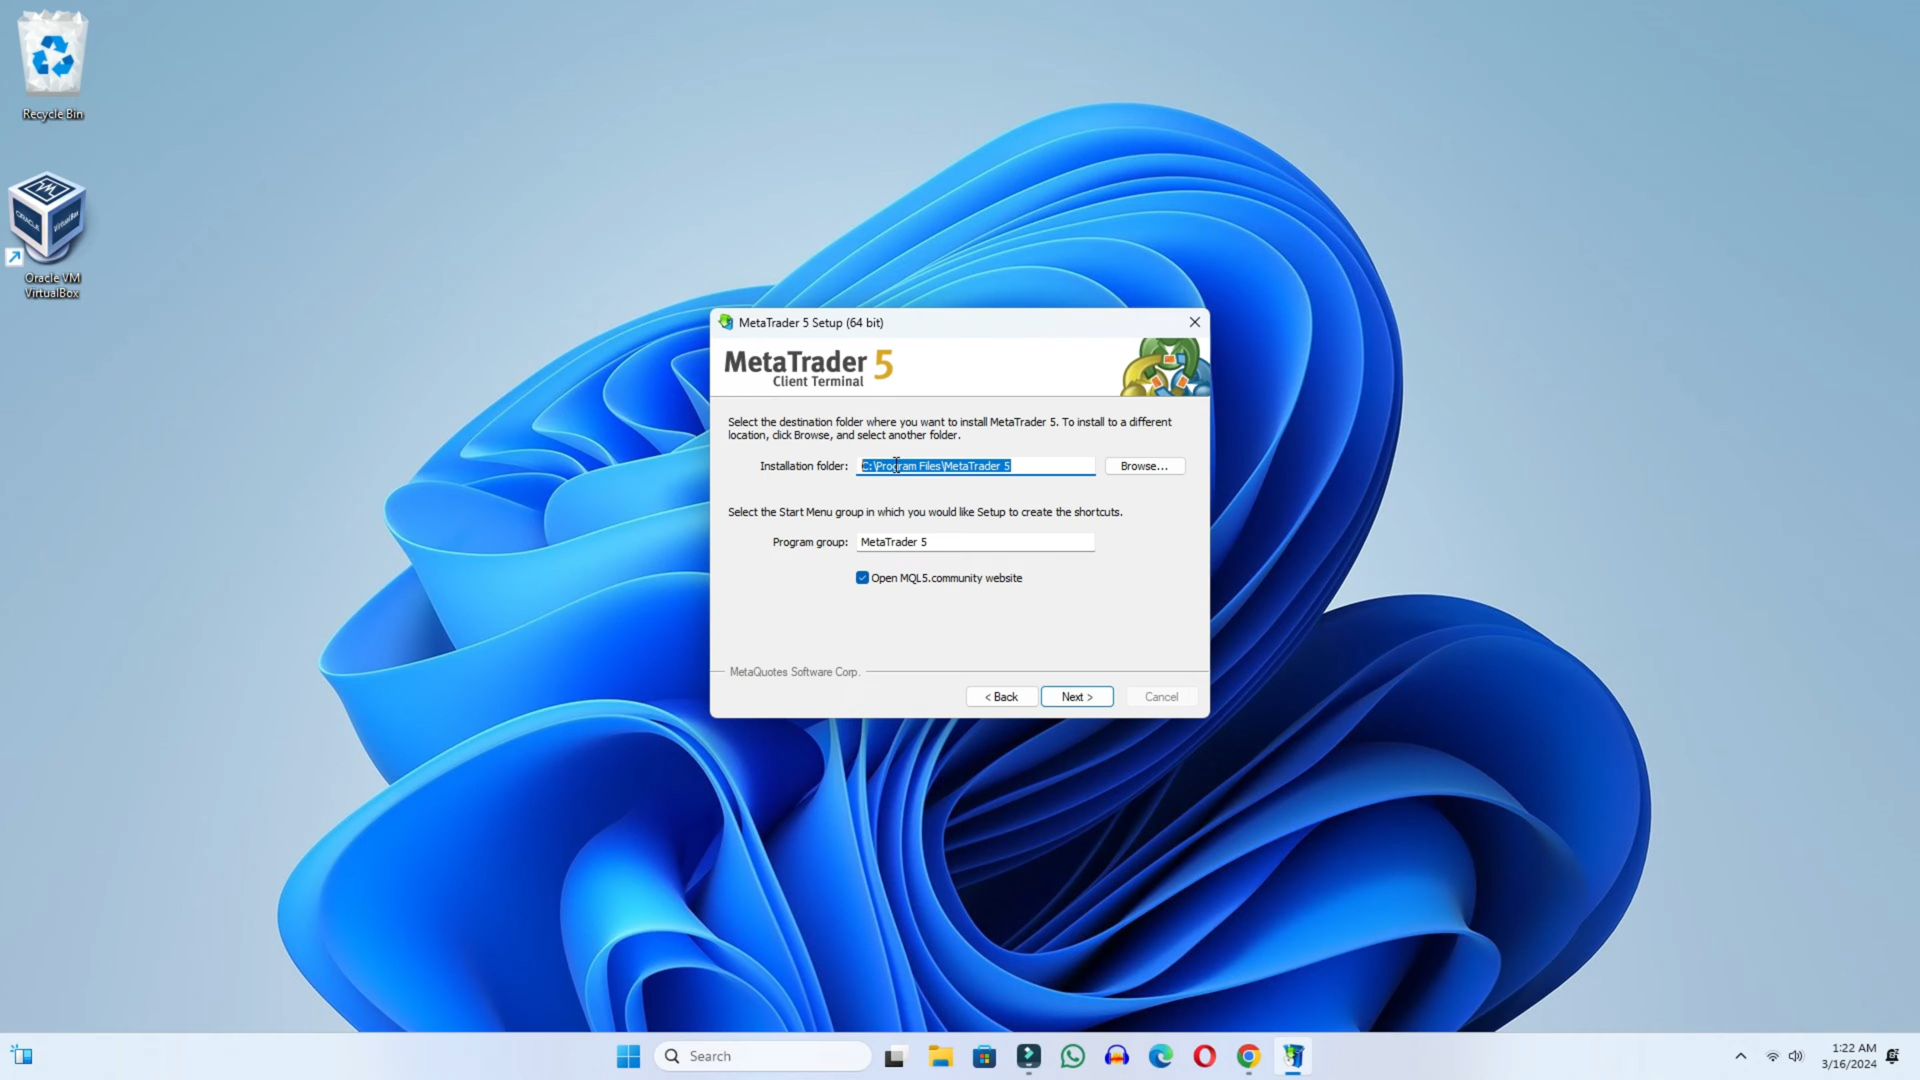 Recycle Bin
Oracle VM
VirtualBox
MetaTrader 5 Setup (64 bit)
MetaTrader 5
Client Terminal
Select the destination folder where you want to install MetaTrader 5. To install to a different
location, click Browse, and select another folder.
Installation folder: C:\Program Files\MetaTrader 5 Browse...
Select the Start Menu group in which you would like Setup to create the shortcuts.
Program group: MetaTrader 5
Open MQL5.community website
MetaQuotes Software Corp.
< Back Next > Cancel
Search
1:22 AM
3/16/2024